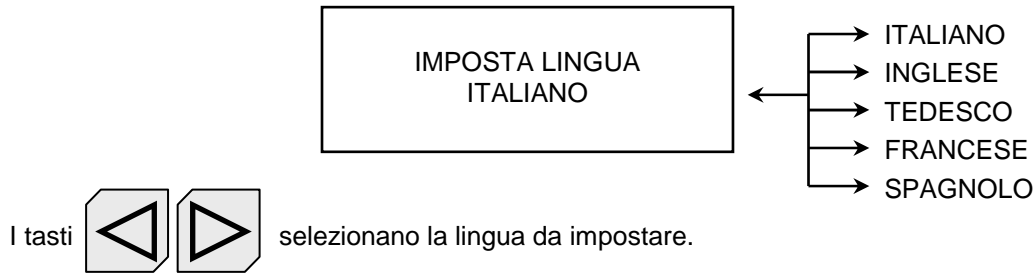 IMPOSTA LINGUA
ITALIANO
ITALIANO
INGLESE
TEDESCO
FRANCESE
SPAGNOLO
I tasti selezionano la lingua da impostare.